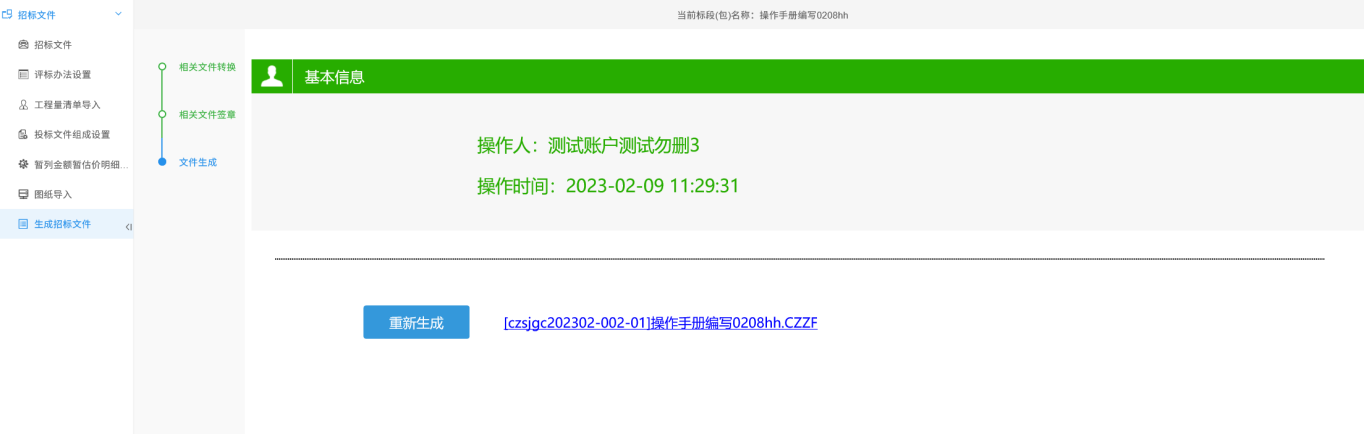 招标文件
当前标段(包)名称：操作手册编写0208hh
招标文件
评标办法设置
工程量清单导入
投标文件组成设置
暂列金额暂估价明细...
图纸导入
生成招标文件
相关文件转换
相关文件签章
文件生成
基本信息
操作人：测试账户测试勿删3
操作时间：2023-02-09 11:29:31
重新生成
[czsjgc202302-002-01]操作手册编写0208hh.CZZF